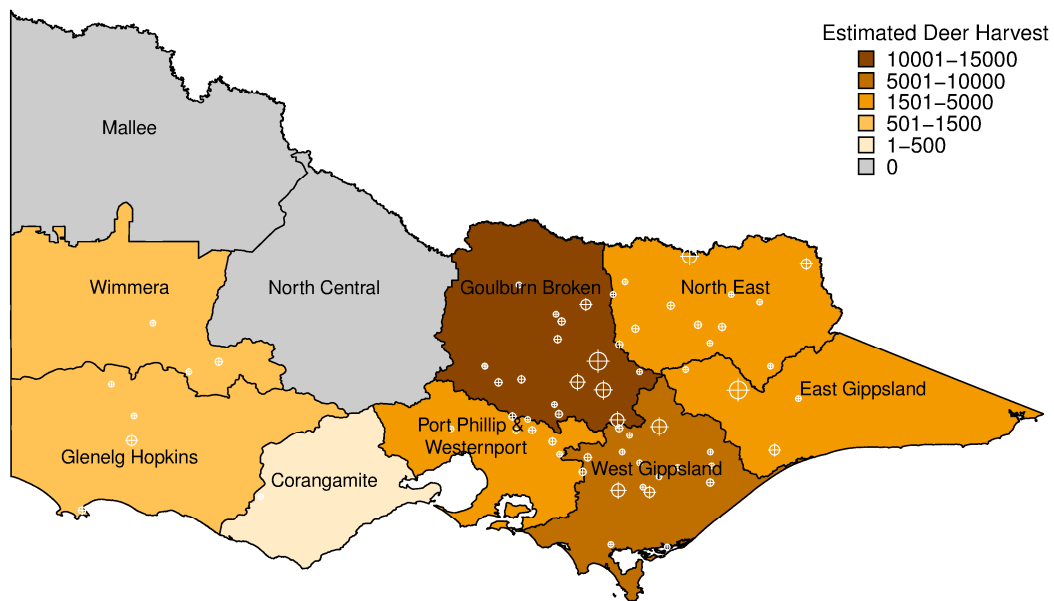 Estimated Deer Harvest
10001−15000
5001−10000
1501−5000
501−1500
1−500
0
Mallee
Wimmera
North Central
Goulburn Broken
North East
East Gippsland
Port Phillip &
Westernport
Glenelg Hopkins
Corangamite
West Gippsland